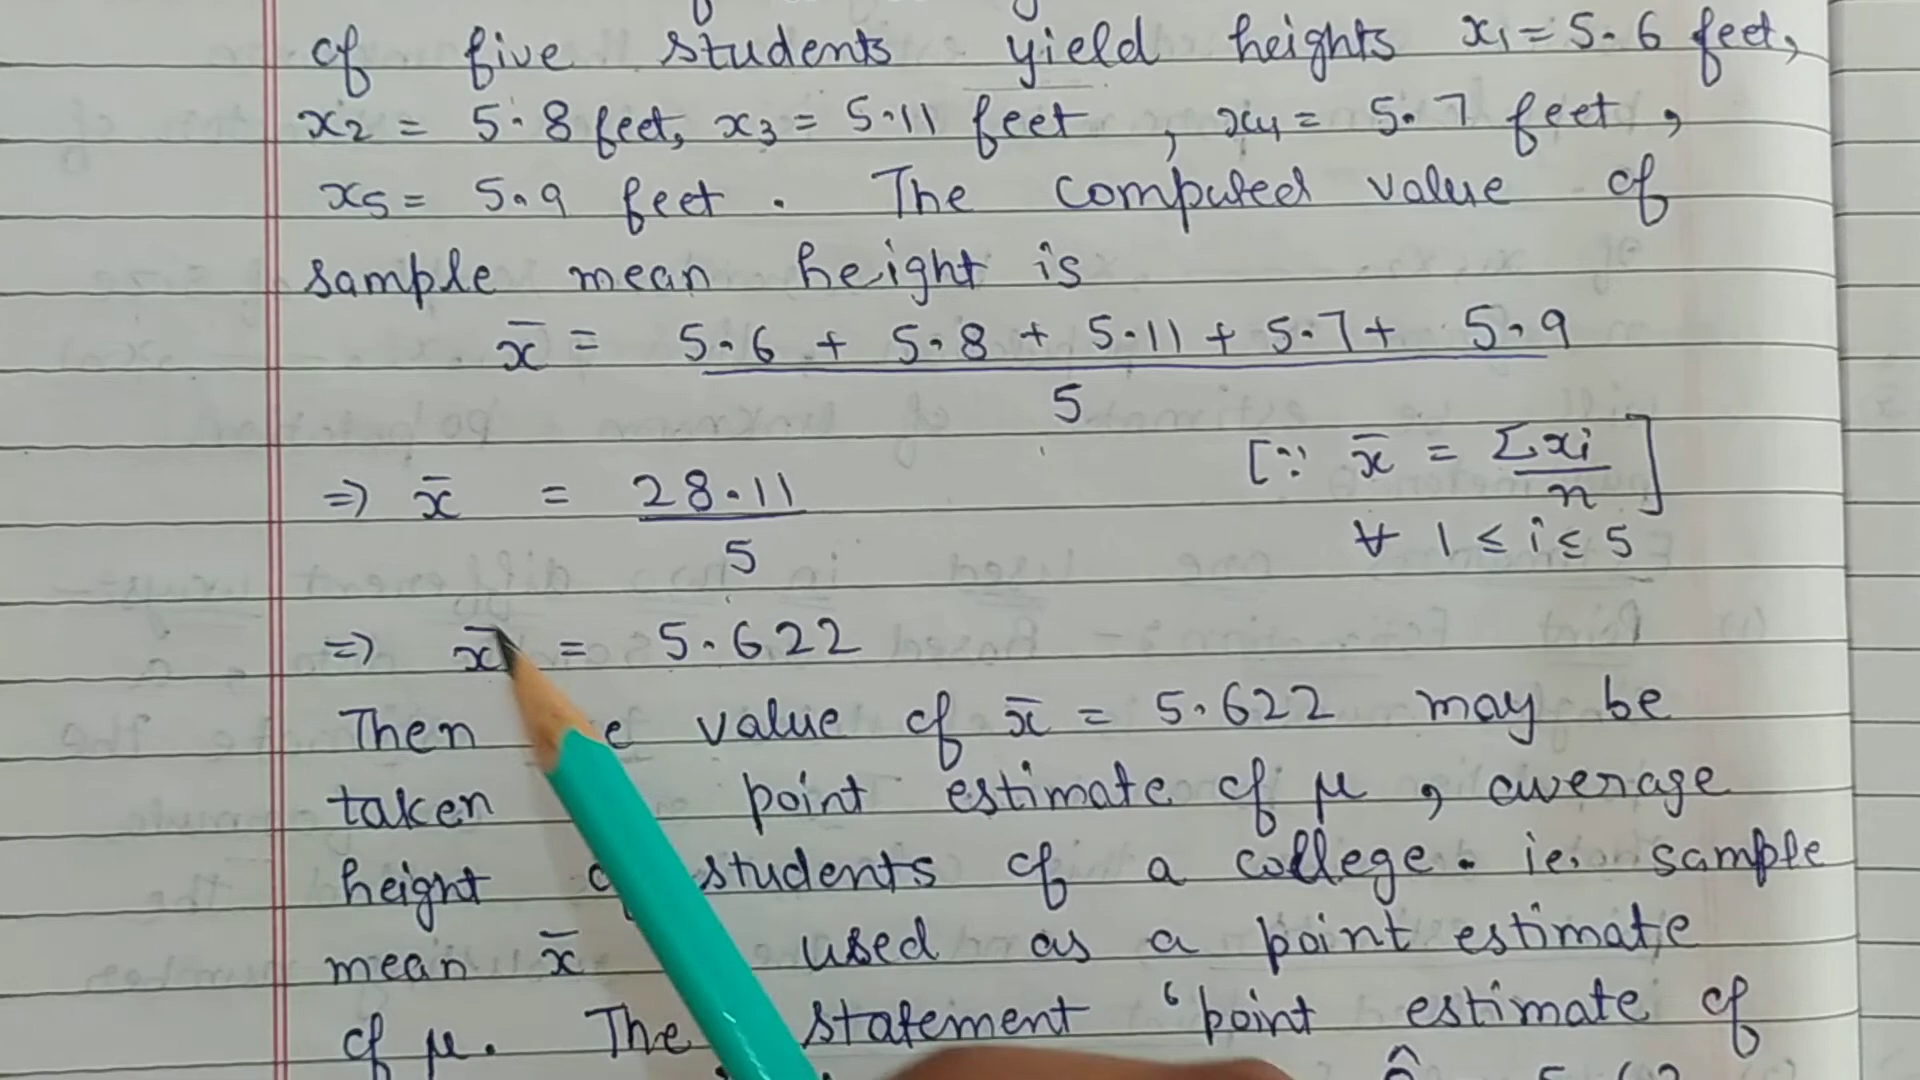 of five students yield heights x₁ = 5.6 feet,
x₂ = 5.8 feet, x₃ = 5.11 feet , x₄ = 5.7 feet ,
x₅ = 5.9 feet . The computed value of
sample mean height is
x̄ = 5.6 + 5.8 + 5.11 + 5.7 + 5.9
5
⇒ x̄ = 28.11
5
[∵ x̄ = Σxi / n]
∀ 1 ≤ i ≤ 5
⇒ x̄ = 5.622
Then value of x̄ = 5.622 may be
taken point estimate of μ , average
height students of a college. ie. sample
mean x̄ used as a point estimate
of μ. The statement ‘point estimate of